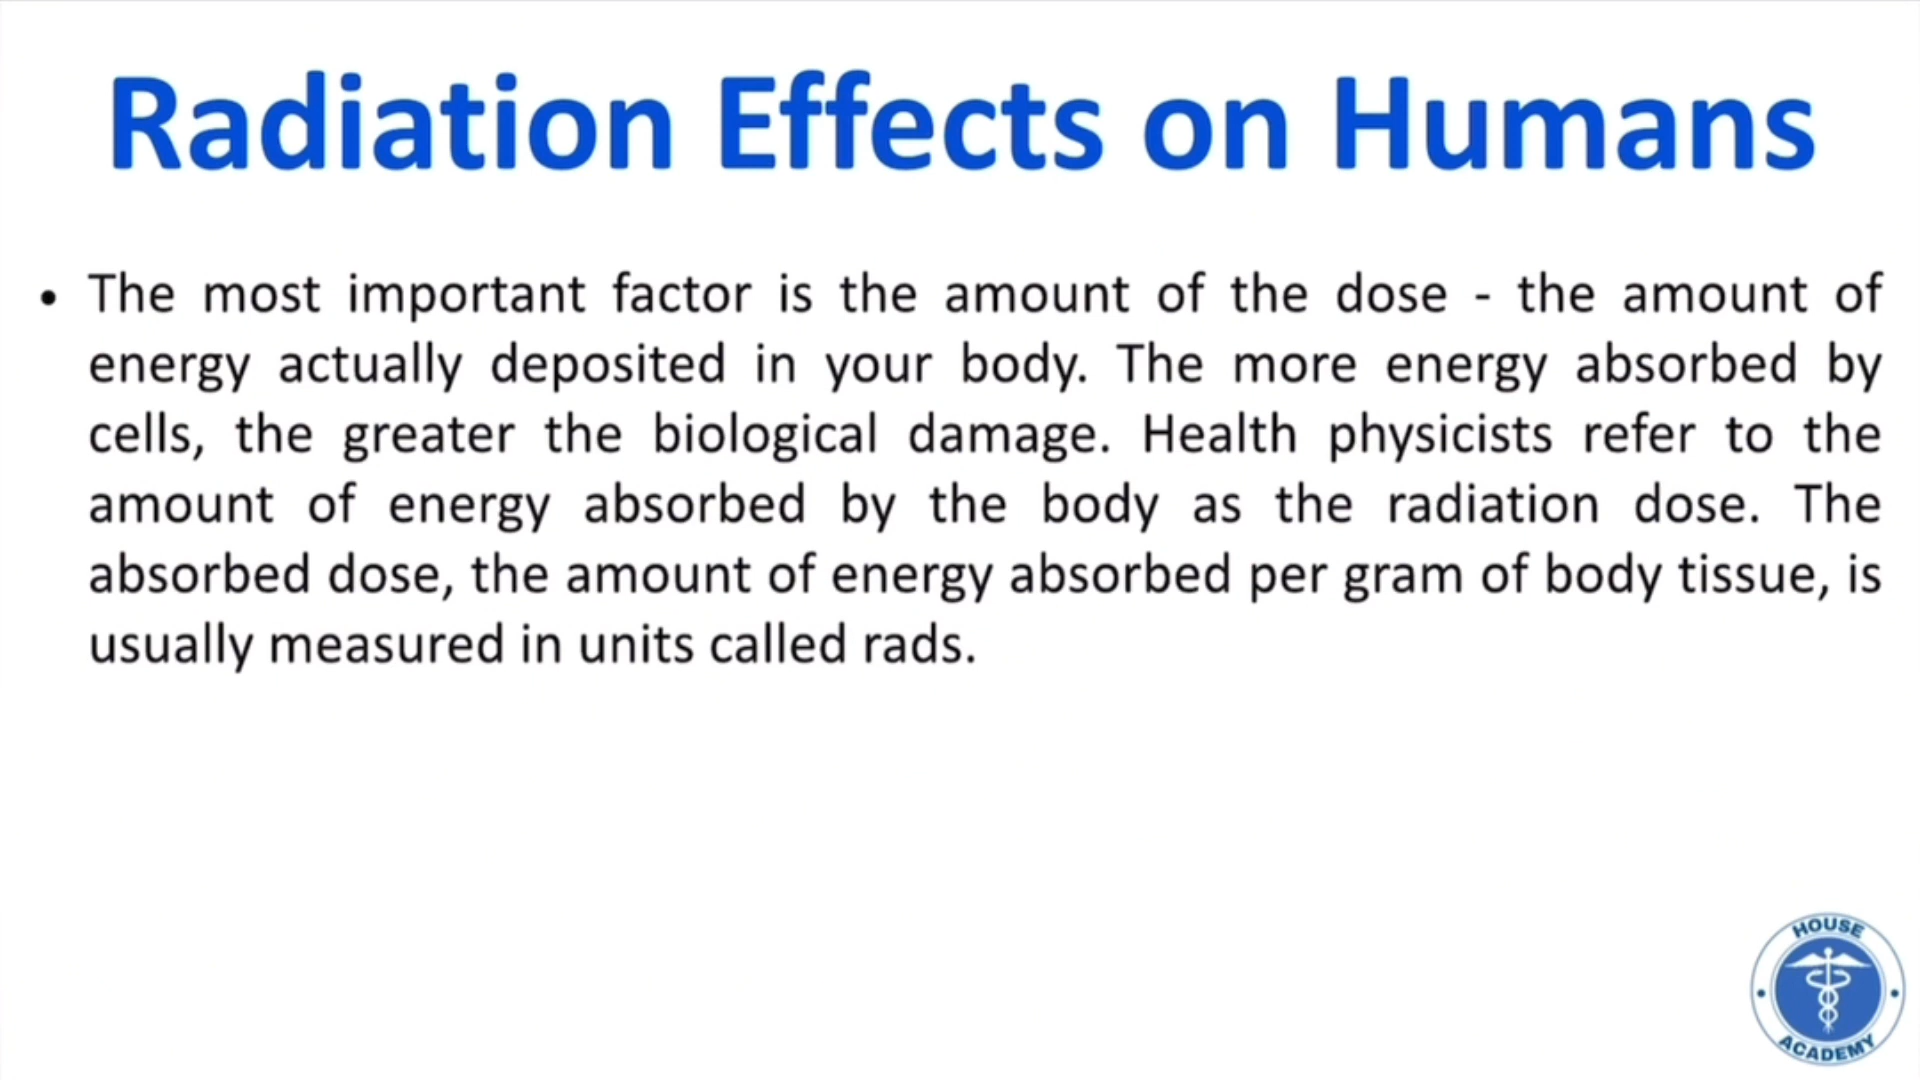 Radiation Effects on Humans
• The most important factor is the amount of the dose - the amount of
energy actually deposited in your body. The more energy absorbed by
cells, the greater the biological damage. Health physicists refer to the
amount of energy absorbed by the body as the radiation dose. The
absorbed dose, the amount of energy absorbed per gram of body tissue, is
usually measured in units called rads.
HOUSE
ACADEMY